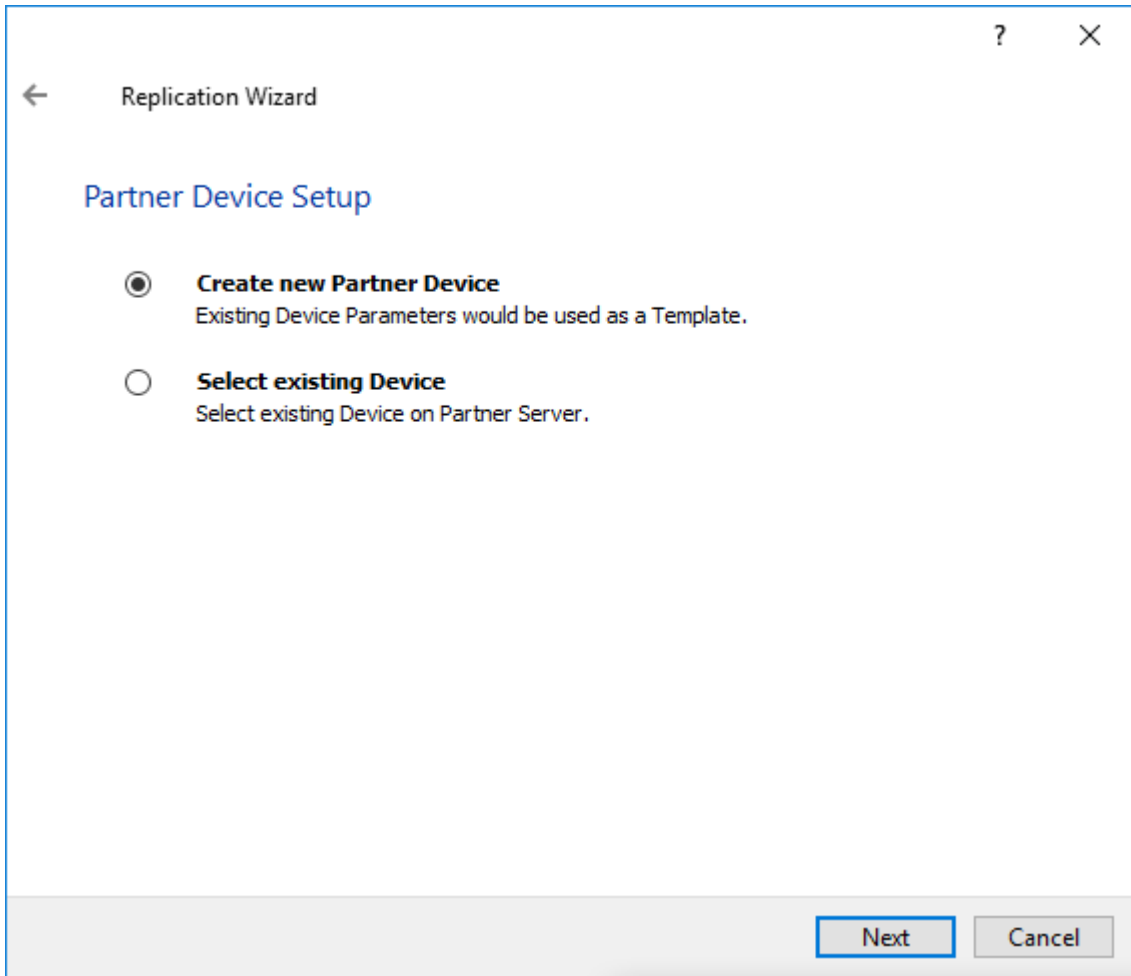 ?
Replication Wizard
Partner Device Setup
Create new Partner Device
Existing Device Parameters would be used as a Template.
Select existing Device
Select existing Device on Partner Server.
Next Cancel